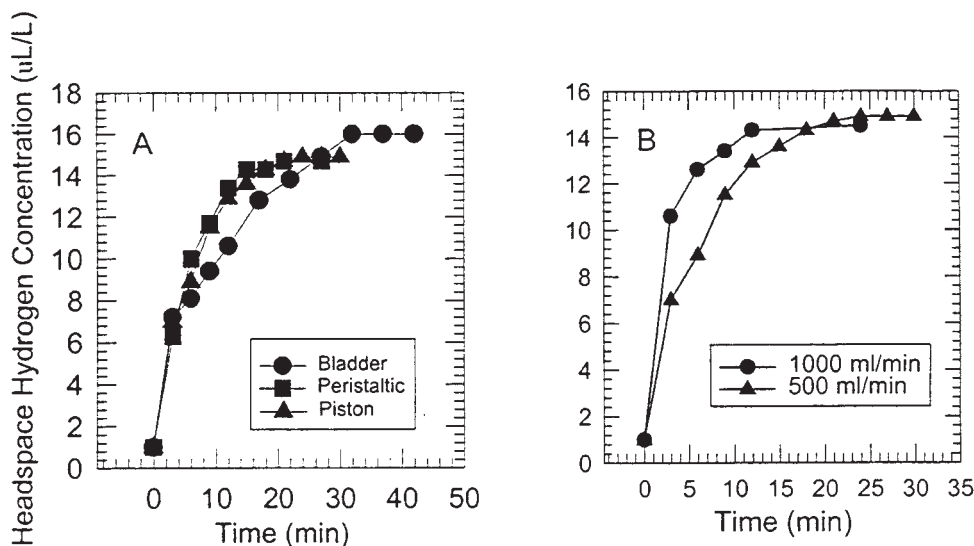 Headspace Hydrogen Concentration (uL/L)
18
16
14
12
10
8
6
4
2
0
A
Bladder
Peristaltic
Piston
0 10 20 30 40 50
Time (min)
16
14
12
10
8
6
4
2
0
B
1000 ml/min
500 ml/min
0 5 10 15 20 25 30 35
Time (min)